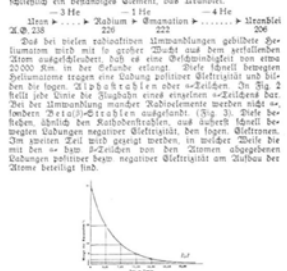 schließlich ein beständiges Element, das Uranblei.
— 3 He — 1 He — 4 He
Uron ➤ . . . . ➤ Radium ➤ Emanation ➤ . . . . . . . ➤ Uronblei
A.G. 238 226 222 206
Das bei vielen radioaktiven Umwandlungen gebildete He-
liumatom wird mit so großer Wucht aus dem zerfallenden
Atom ausgeschleudert, daß es eine Geschwindigkeit von etwa
20 000 Km. in der Sekunde erlangt. Diese schnell bewegten
Heliumatome tragen eine Ladung positiver Elektrizität und bil-
den die sogen. Alphastrahlen oder α-Teilchen. In Fig. 2
stellt jede Linie die Flugbahn eines einzelnen α-Teilchens dar.
Bei der Umwandlung mancher Radioelemente werden nicht α-,
sondern Beta(β)-Strahlen ausgesandt. (Fig. 3). Diese be-
stehen, ähnlich den Kathodenstrahlen, aus äußerst schnell be-
wegten Ladungen negativer Elektrizität, den sogen. Elektronen.
Im zweiten Teil wird gezeigt werden, in welcher Weise die
mit den α- bzw. β-Teilchen von den Atomen abgegebenen
Ladungen positiver bezw. negativer Elektrizität am Aufbau der
Atome beteiligt sind.